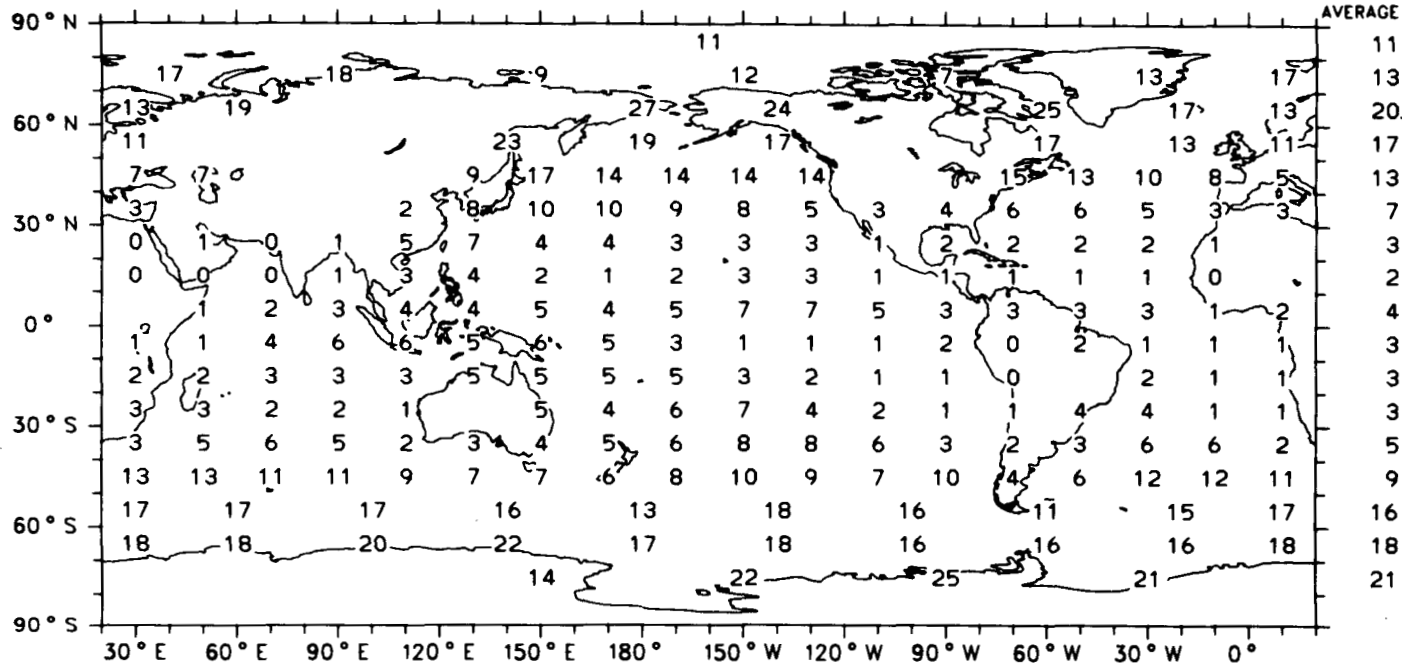 90° N AVERAGE
11 11
17 18 9 12 7 13 17 13
13 19 27 24 25 17 13 20
60° N
11 23 19 17 17 13 11 17
7 7 9 17 14 14 14 14 15 13 10 8 5 13
3 2 8 10 10 9 8 5 3 4 6 6 5 3 3 7
30° N
0 1 0 1 5 7 4 4 3 3 3 1 2 2 2 2 1 3
0 0 0 1 3 4 2 1 2 3 3 1 1 1 1 1 0 2
1 2 3 4 4 5 4 5 7 7 5 3 3 3 3 1 2 4
0°
1 1 4 6 6 5 6 5 3 1 1 1 2 0 2 1 1 1 3
2 2 3 3 3 5 5 5 5 3 2 1 1 0 2 1 1 3
3 3 2 2 1 5 4 6 7 4 2 1 1 4 4 1 1 3
30° S
3 5 6 5 2 3 4 5 6 8 8 6 3 2 3 6 6 2 5
13 13 11 11 9 7 7 6 8 10 9 7 10 4 6 12 12 11 9
17 17 17 16 13 18 16 11 15 17 16
60° S
18 18 20 22 17 18 16 16 16 18 18
14 22 25 21 21
90° S
30° E 60° E 90° E 120° E 150° E 180° 150° W 120° W 90° W 60° W 30° W 0°